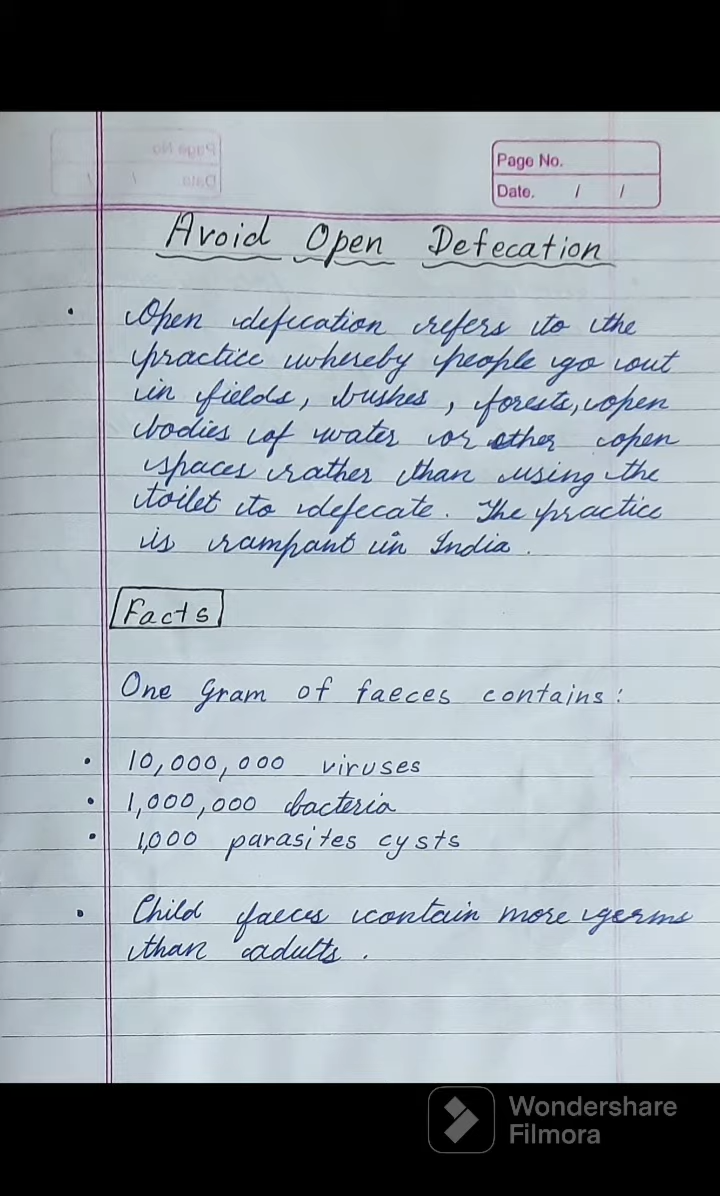 Page No.
Date. / /
Page No.
Date / /
Avoid Open Defecation
• Open defecation refers to the
practice whereby people go out
in fields, bushes, forests, open
bodies of water or other open
spaces rather than using the
toilet to defecate. The practice
is rampant in India.
Facts
One gram of faeces contains:
• 10,000,000 viruses
• 1,000,000 bacteria
• 1,000 parasites cysts
• Child faeces contain more germs
than adults.
Wondershare
Filmora